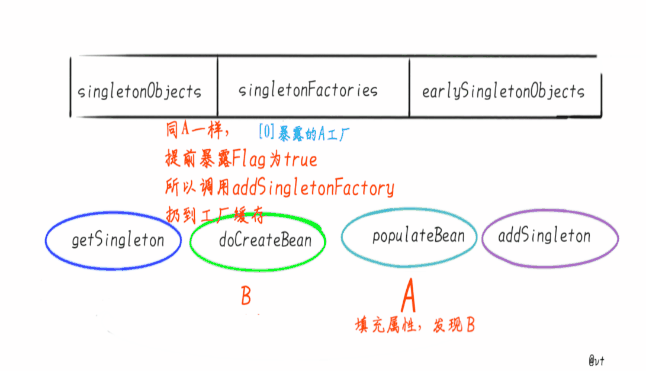 singletonObjects singletonFactories earlySingletonObjects
同A一样， [0]暴露的A工厂
提前暴露Flag为true
所以调用addSingletonFactory
扔到工厂缓存
getSingleton doCreateBean populateBean addSingleton
B A
填充属性，发现B